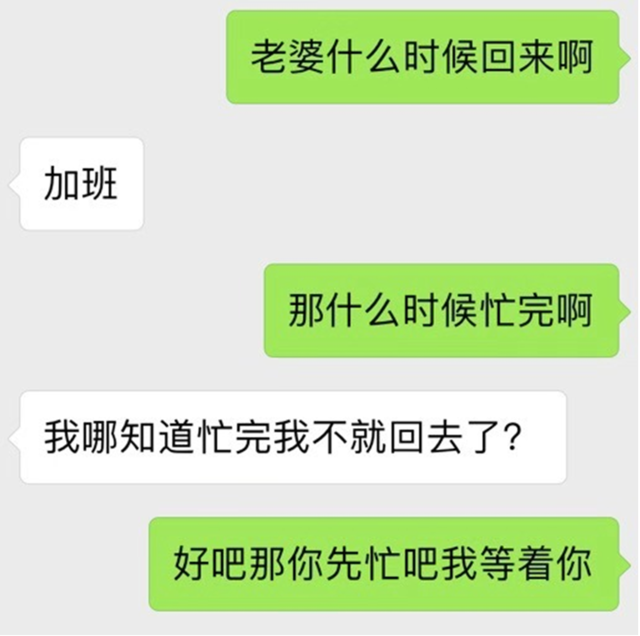 老婆什么时候回来啊
加班
那什么时候忙完啊
我哪知道忙完我不就回去了？
好吧那你先忙吧我等着你